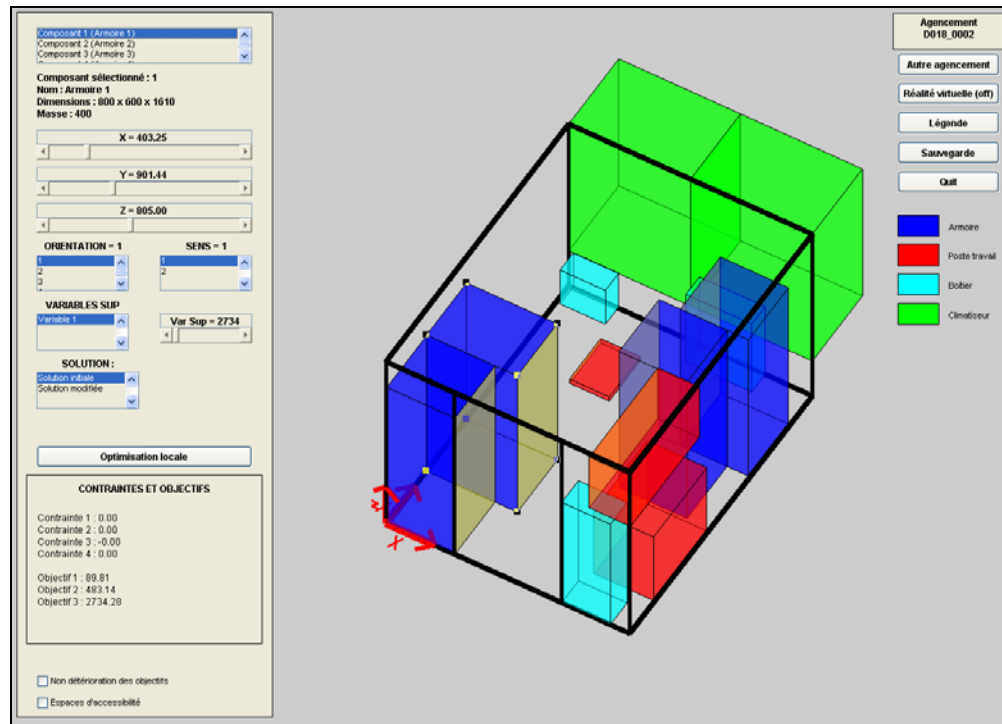 Composant 1 (Armoire 1)
Composant 2 (Armoire 2)
Composant 3 (Armoire 3)
Composant sélectionné : 1
Nom : Armoire 1
Dimensions : 800 x 600 x 1610
Masse : 400
X = 403.25
Y = 901.44
Z = 805.00
ORIENTATION = 1
1
2
3
SENS = 1
1
2
VARIABLES SUP
Variable 1
Var Sup = 2734
SOLUTION :
Solution initiale
Solution modifiée
Optimisation locale
CONTRAINTES ET OBJECTIFS
Contrainte 1 : 0.00
Contrainte 2 : 0.00
Contrainte 3 : -0.00
Contrainte 4 : 0.00
Objectif 1 : 89.81
Objectif 2 : 483.14
Objectif 3 : 2734.28
Non détérioration des objectifs
Espaces d'accessibilité
X
Agencement
D018_0002
Autre agencement
Réalité virtuelle (off)
Légende
Sauvegarde
Quit
Armoire
Poste travail
Boîtier
Climatiseur